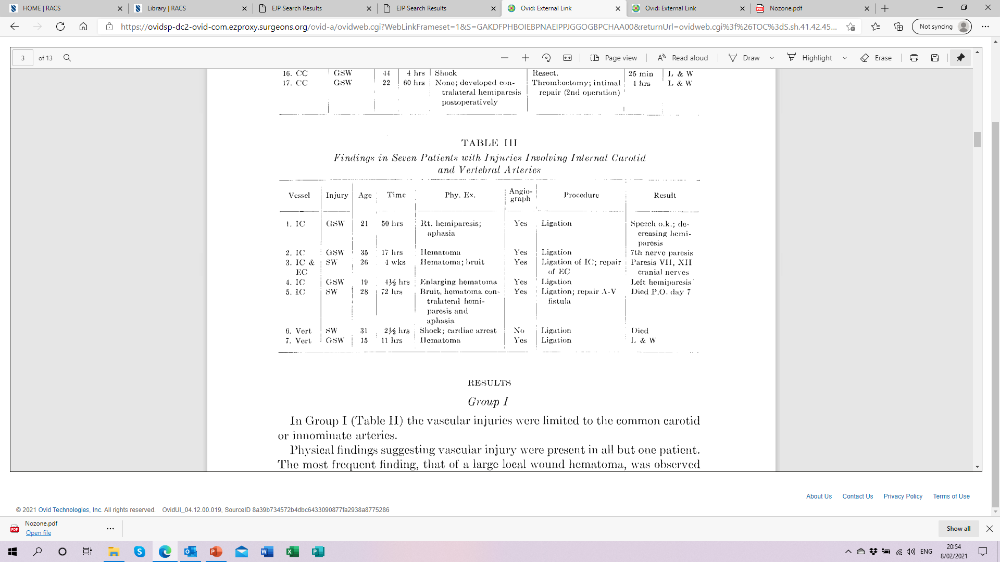 HOME | RACS
Library | RACS
EJP Search Results
EJP Search Results
Ovid: External Link
Ovid: External Link
Nozone.pdf
https://ovidsp-dc2-ovid-com.ezproxy.surgeons.org/ovid-a/ovidweb.cgi?WebLinkFrameset=1&S=GAKDFPHBOIEBPNAEIPPJGGOGBPCHAA00&returnUrl=ovidweb.cgi%3f%26TOC%3dS.sh.41.42.45...
Not syncing
3 of 13
Page view
Read aloud
Draw
Highlight
Erase
16. CC GSW 44 4 hrs Shock Resect. 25 min L & W
17. CC GSW 22 60 hrs None; developed con- Thrombectomy; intimal 4 hrs L & W
tralateral hemiparesis repair (2nd operation)
postoperatively
TABLE III
Findings in Seven Patients with Injuries Involving Internal Carotid
and Vertebral Arteries
Vessel Injury Age Time Phy. Ex. Angio- Procedure Result
graph
1. IC GSW 21 50 hrs Rt. hemiparesis; Yes Ligation Speech o.k.; de-
aphasia creasing hemi-
paresis
2. IC GSW 35 17 hrs Hematoma Yes Ligation 7th nerve paresis
3. IC & SW 26 4 wks Hematoma; bruit Yes Ligation of IC; repair Paresis VII, XII
EC of EC cranial nerves
4. IC GSW 19 4½ hrs Enlarging hematoma Yes Ligation Left hemiparesis
5. IC SW 28 72 hrs Bruit, hematoma con- Yes Ligation; repair A-V Died P.O. day 7
tralateral hemi- fistula
paresis and
aphasia
6. Vert SW 31 2½ hrs Shock; cardiac arrest No Ligation Died
7. Vert GSW 15 11 hrs Hematoma Yes Ligation L & W
RESULTS
Group I
In Group I (Table II) the vascular injuries were limited to the common carotid
or innominate arteries.
Physical findings suggesting vascular injury were present in all but one patient.
The most frequent finding, that of a large local wound hematoma, was observed
About Us Contact Us Privacy Policy Terms of Use
© 2021 Ovid Technologies, Inc. All rights reserved. OvidUI_04.12.00.019, SourceID 8a39b734572b4dbc6433090877fa2938a8775286
Nozone.pdf
Open file
Show all
ENG
20:54
8/02/2021